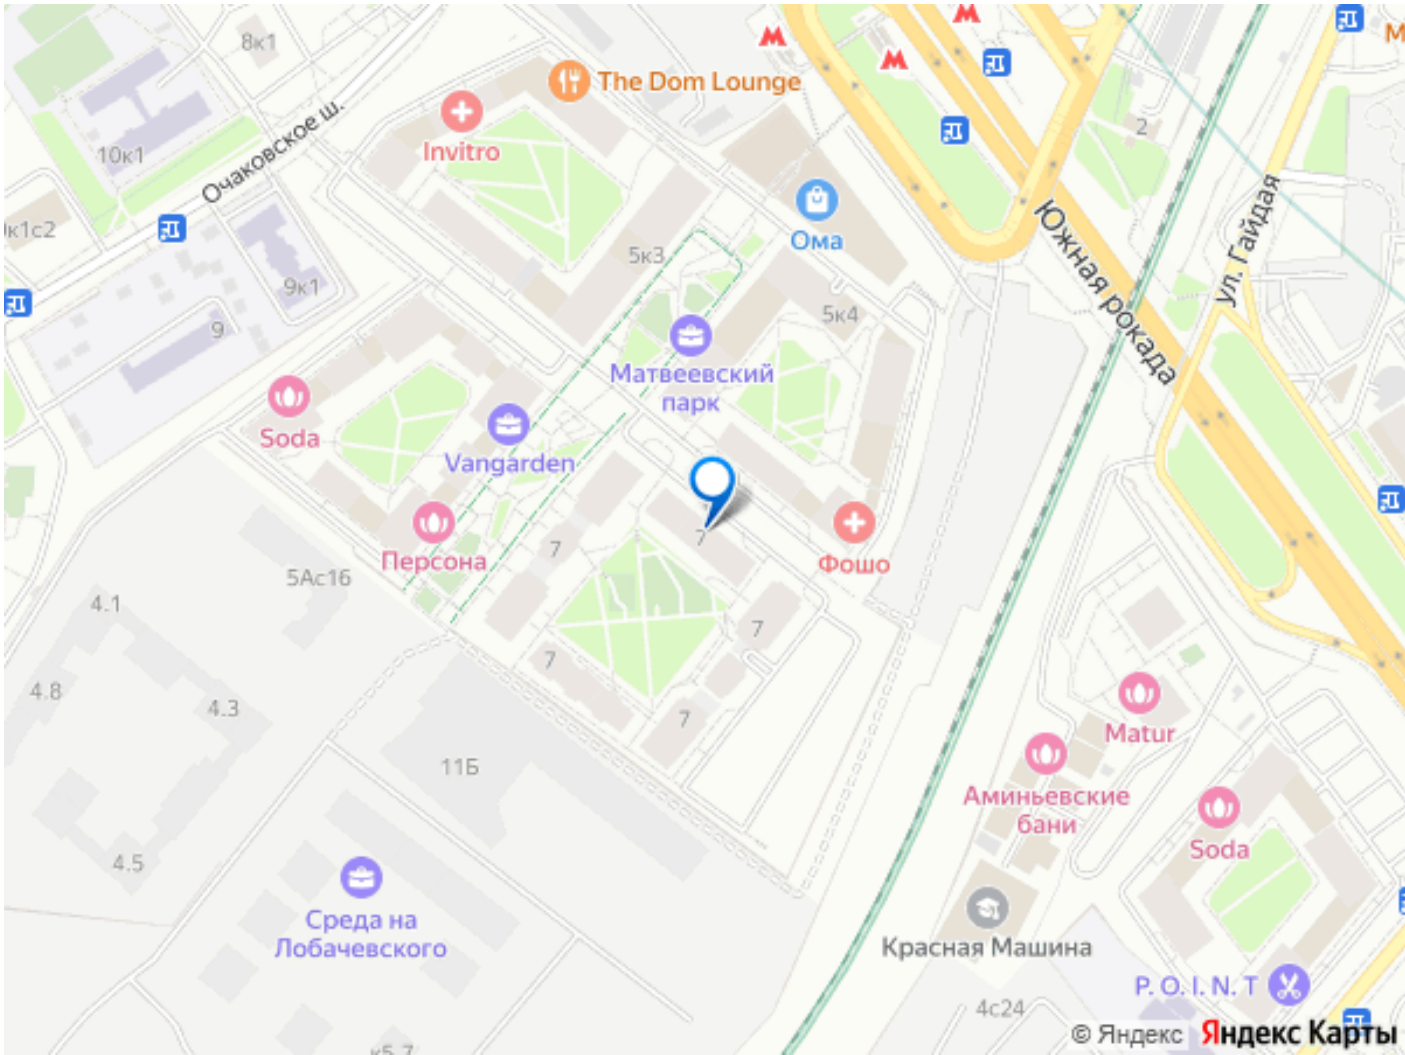 8к1
М
The Dom Lounge
Invitro
2
10к1
Очаковское ш.
Южная рокада
ул. Гайдая
к1с2
Ома
5к3
9к1
5к4
9
Матвеевский
парк
Soda
Vangarden
7
Персона
7
Фошо
5Ас16
4.1
7
7
4.8
4.3
7
Matur
11Б
Аминьевские
бани
Soda
4.5
Среда на
Лобачевского
Красная Машина
P. O. I. N. T
4с24
к5.7
© Яндекс Яндекс Карты